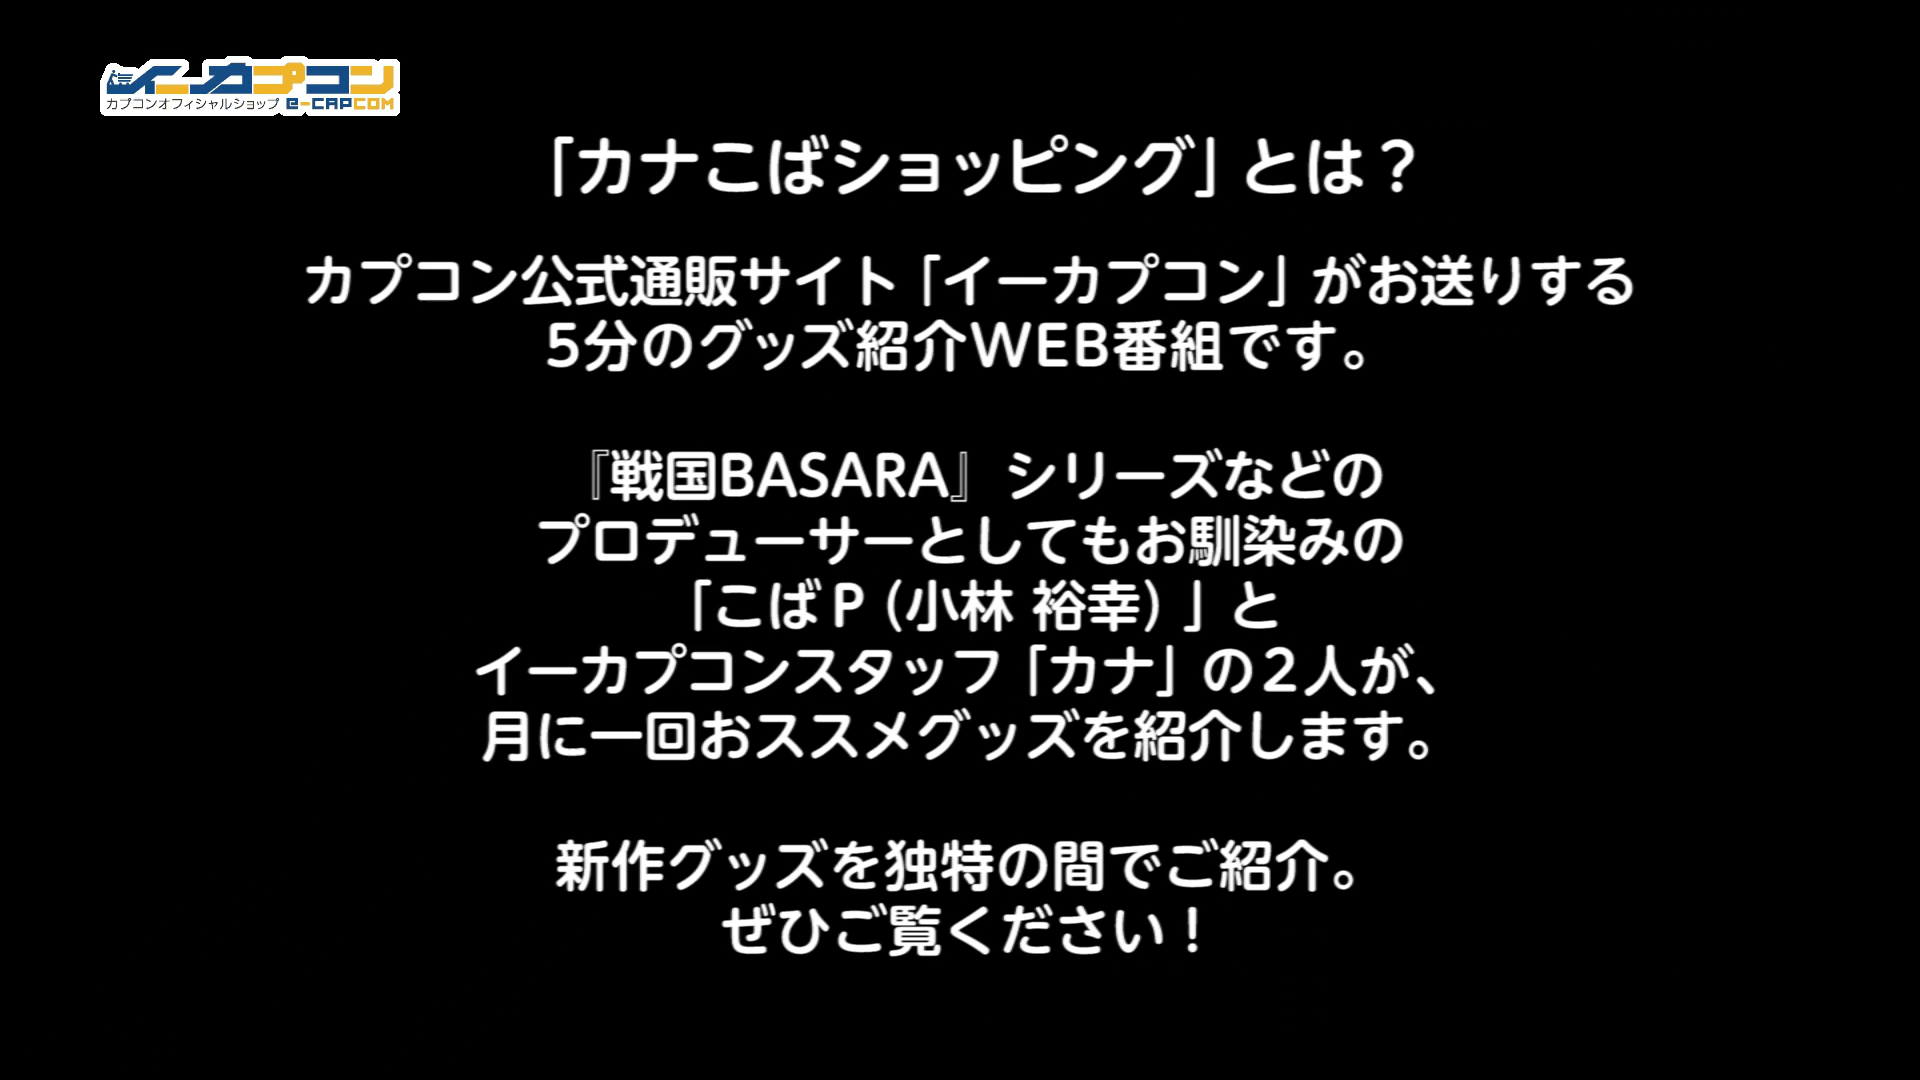 イーカプコン
カプコンオフィシャルショップ e-CAPCOM
「カナこばショッピング」とは？
カプコン公式通販サイト「イーカプコン」がお送りする
5分のグッズ紹介WEB番組です。
『戦国BASARA』シリーズなどの
プロデューサーとしてもお馴染みの
「こばP（小林 裕幸）」と
イーカプコンスタッフ「カナ」の2人が、
月に一回おススメグッズを紹介します。
新作グッズを独特の間でご紹介。
ぜひご覧ください！